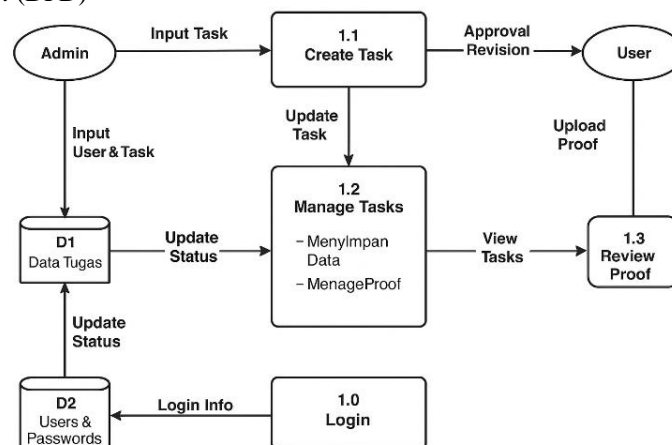 (DFD)
Admin
Input Task
1.1
Create Task
Approval
Revision
User
Input
User & Task
Update
Task
Upload
Proof
D1
Data Tugas
Update
Status
1.2
Manage Tasks
– MenyImpan
Data
– MenageProof
View
Tasks
1.3
Review
Proof
Update
Status
D2
Users &
Passwords
Login Info
1.0
Login